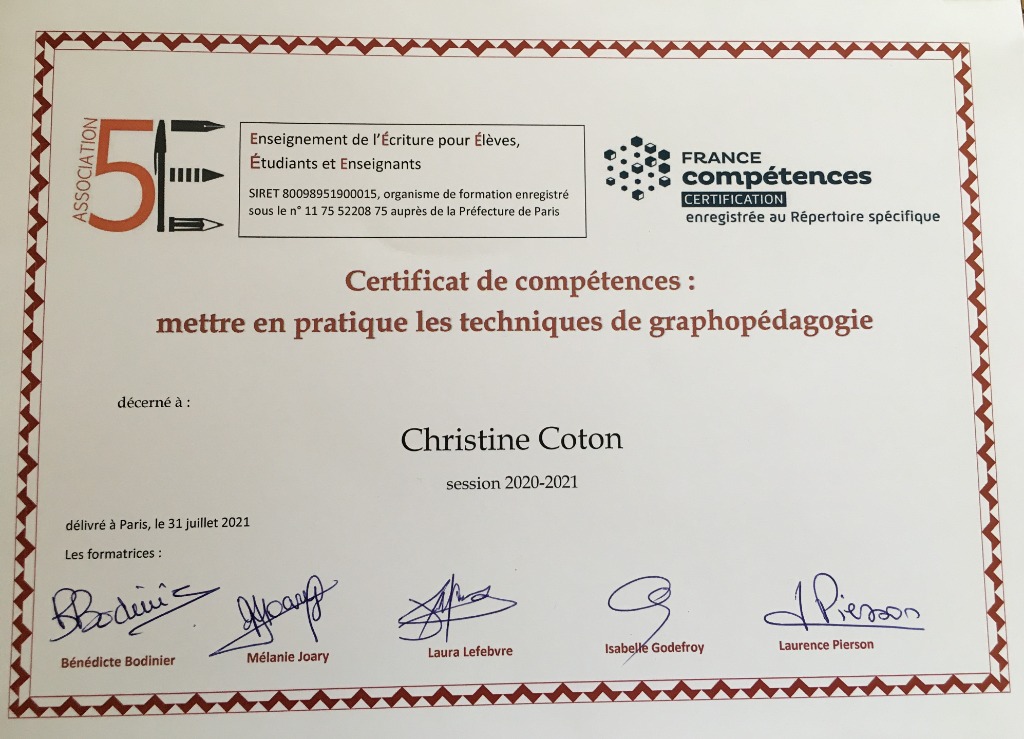 ASSOCIATION
5E
Enseignement de l'Écriture pour Élèves,
Étudiants et Enseignants
SIRET 80098951900015, organisme de formation enregistré
sous le n° 11 75 52208 75 auprès de la Préfecture de Paris
FRANCE
compétences
CERTIFICATION
enregistrée au Répertoire spécifique
Certificat de compétences :
mettre en pratique les techniques de graphopédagogie
décerné à :
Christine Coton
session 2020-2021
délivré à Paris, le 31 juillet 2021
Les formatrices :
BBodinier
MJoary
LPierson
Bénédicte Bodinier
Mélanie Joary
Laura Lefebvre
Isabelle Godefroy
Laurence Pierson